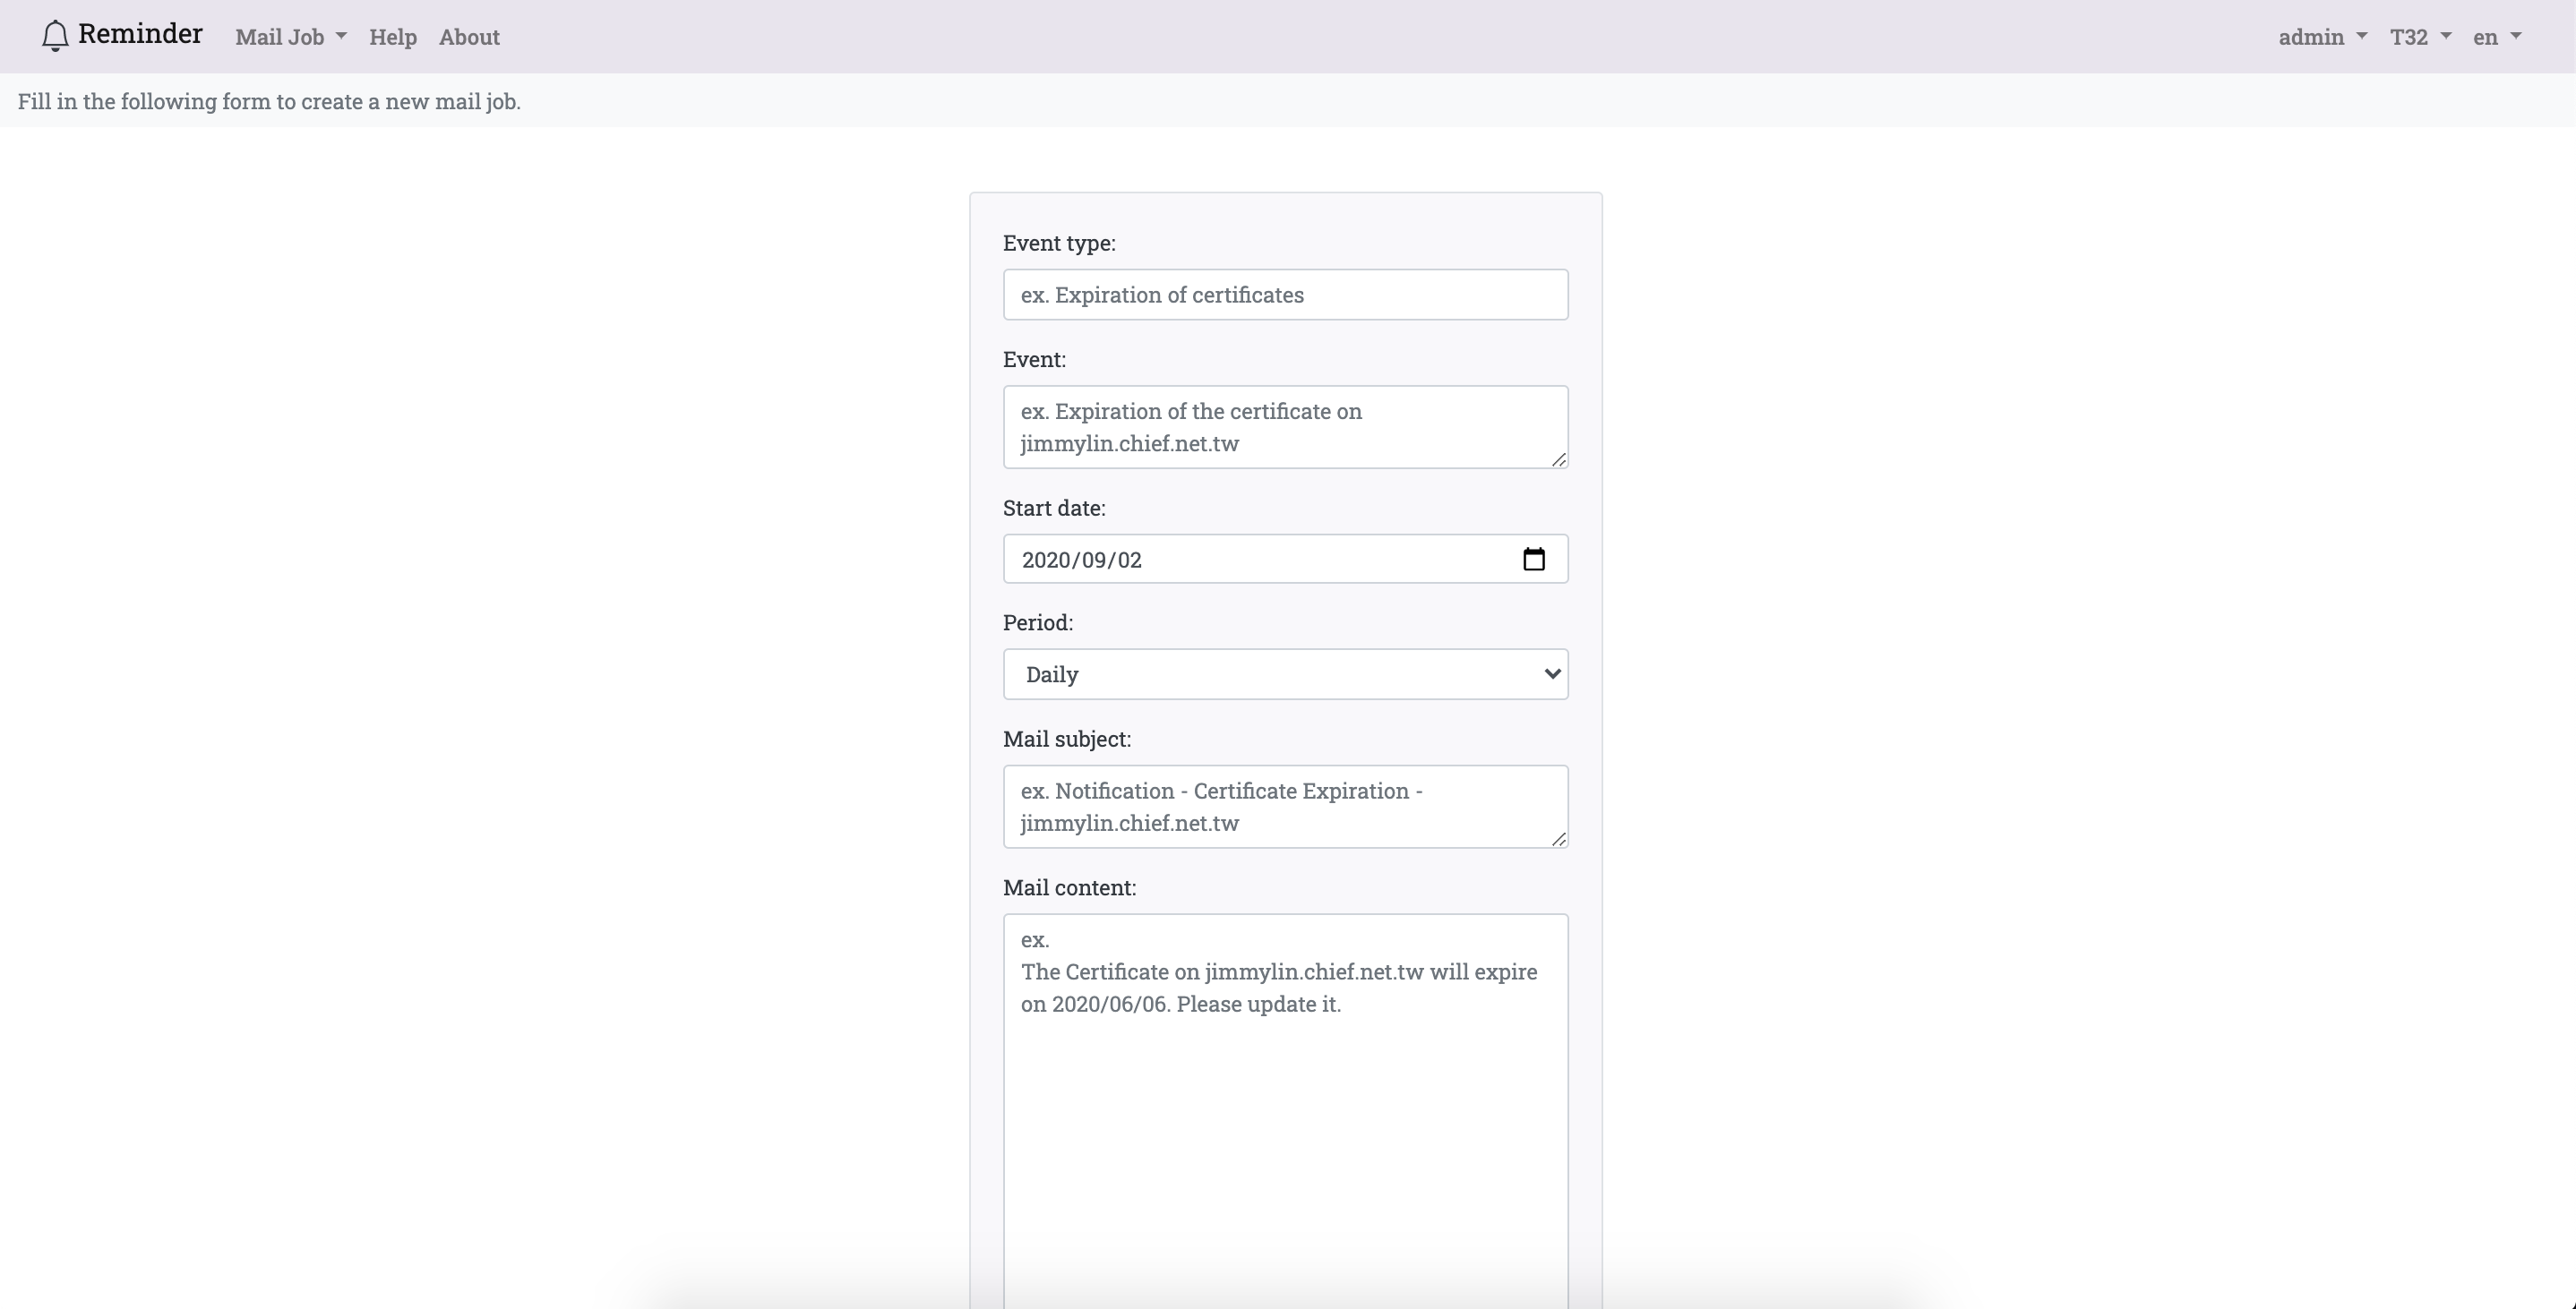 Reminder Mail Job Help About admin T32 en
Fill in the following form to create a new mail job.
Event type:
ex. Expiration of certificates
Event:
ex. Expiration of the certificate on
jimmylin.chief.net.tw
Start date:
2020/09/02
Period:
Daily
Mail subject:
ex. Notification - Certificate Expiration -
jimmylin.chief.net.tw
Mail content:
ex.
The Certificate on jimmylin.chief.net.tw will expire
on 2020/06/06. Please update it.